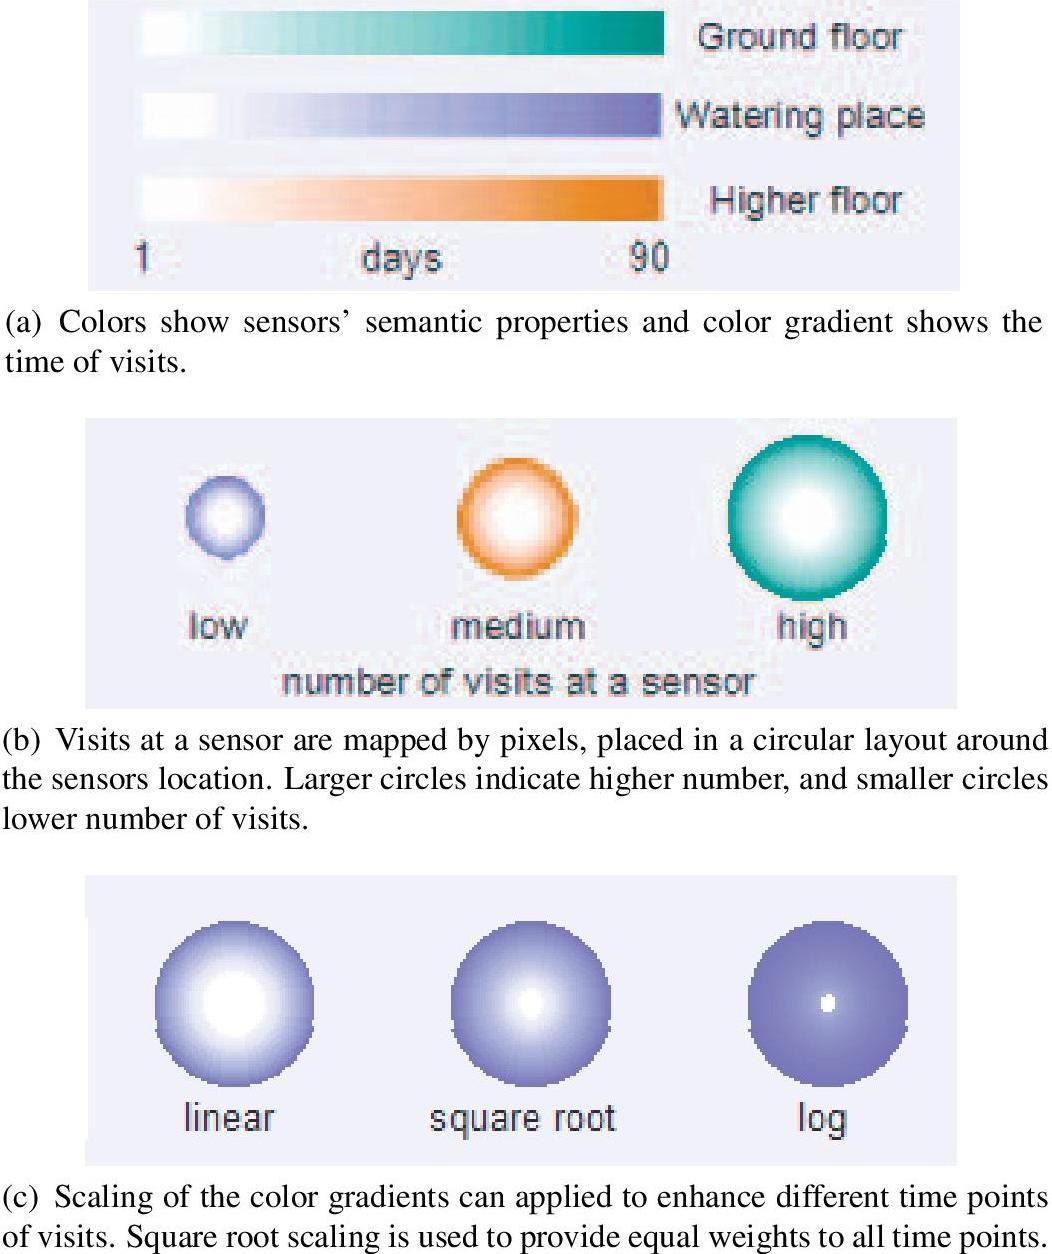 Ground floor
Watering place
Higher floor
1 days 90
(a) Colors show sensors' semantic properties and color gradient shows the
time of visits.
low medium high
number of visits at a sensor
(b) Visits at a sensor are mapped by pixels, placed in a circular layout around
the sensors location. Larger circles indicate higher number, and smaller circles
lower number of visits.
linear square root log
(c) Scaling of the color gradients can applied to enhance different time points
of visits. Square root scaling is used to provide equal weights to all time points.